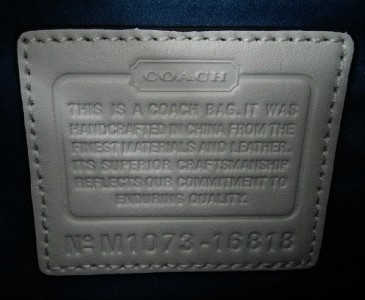 COACH
THIS IS A COACH BAG. IT WAS
HANDCRAFTED IN CHINA FROM THE
FINEST MATERIALS AND LEATHER.
ITS SUPERIOR CRAFTSMANSHIP
REFLECTS OUR COMMITMENT TO
ENDURING QUALITY.
Nº M1073-16818